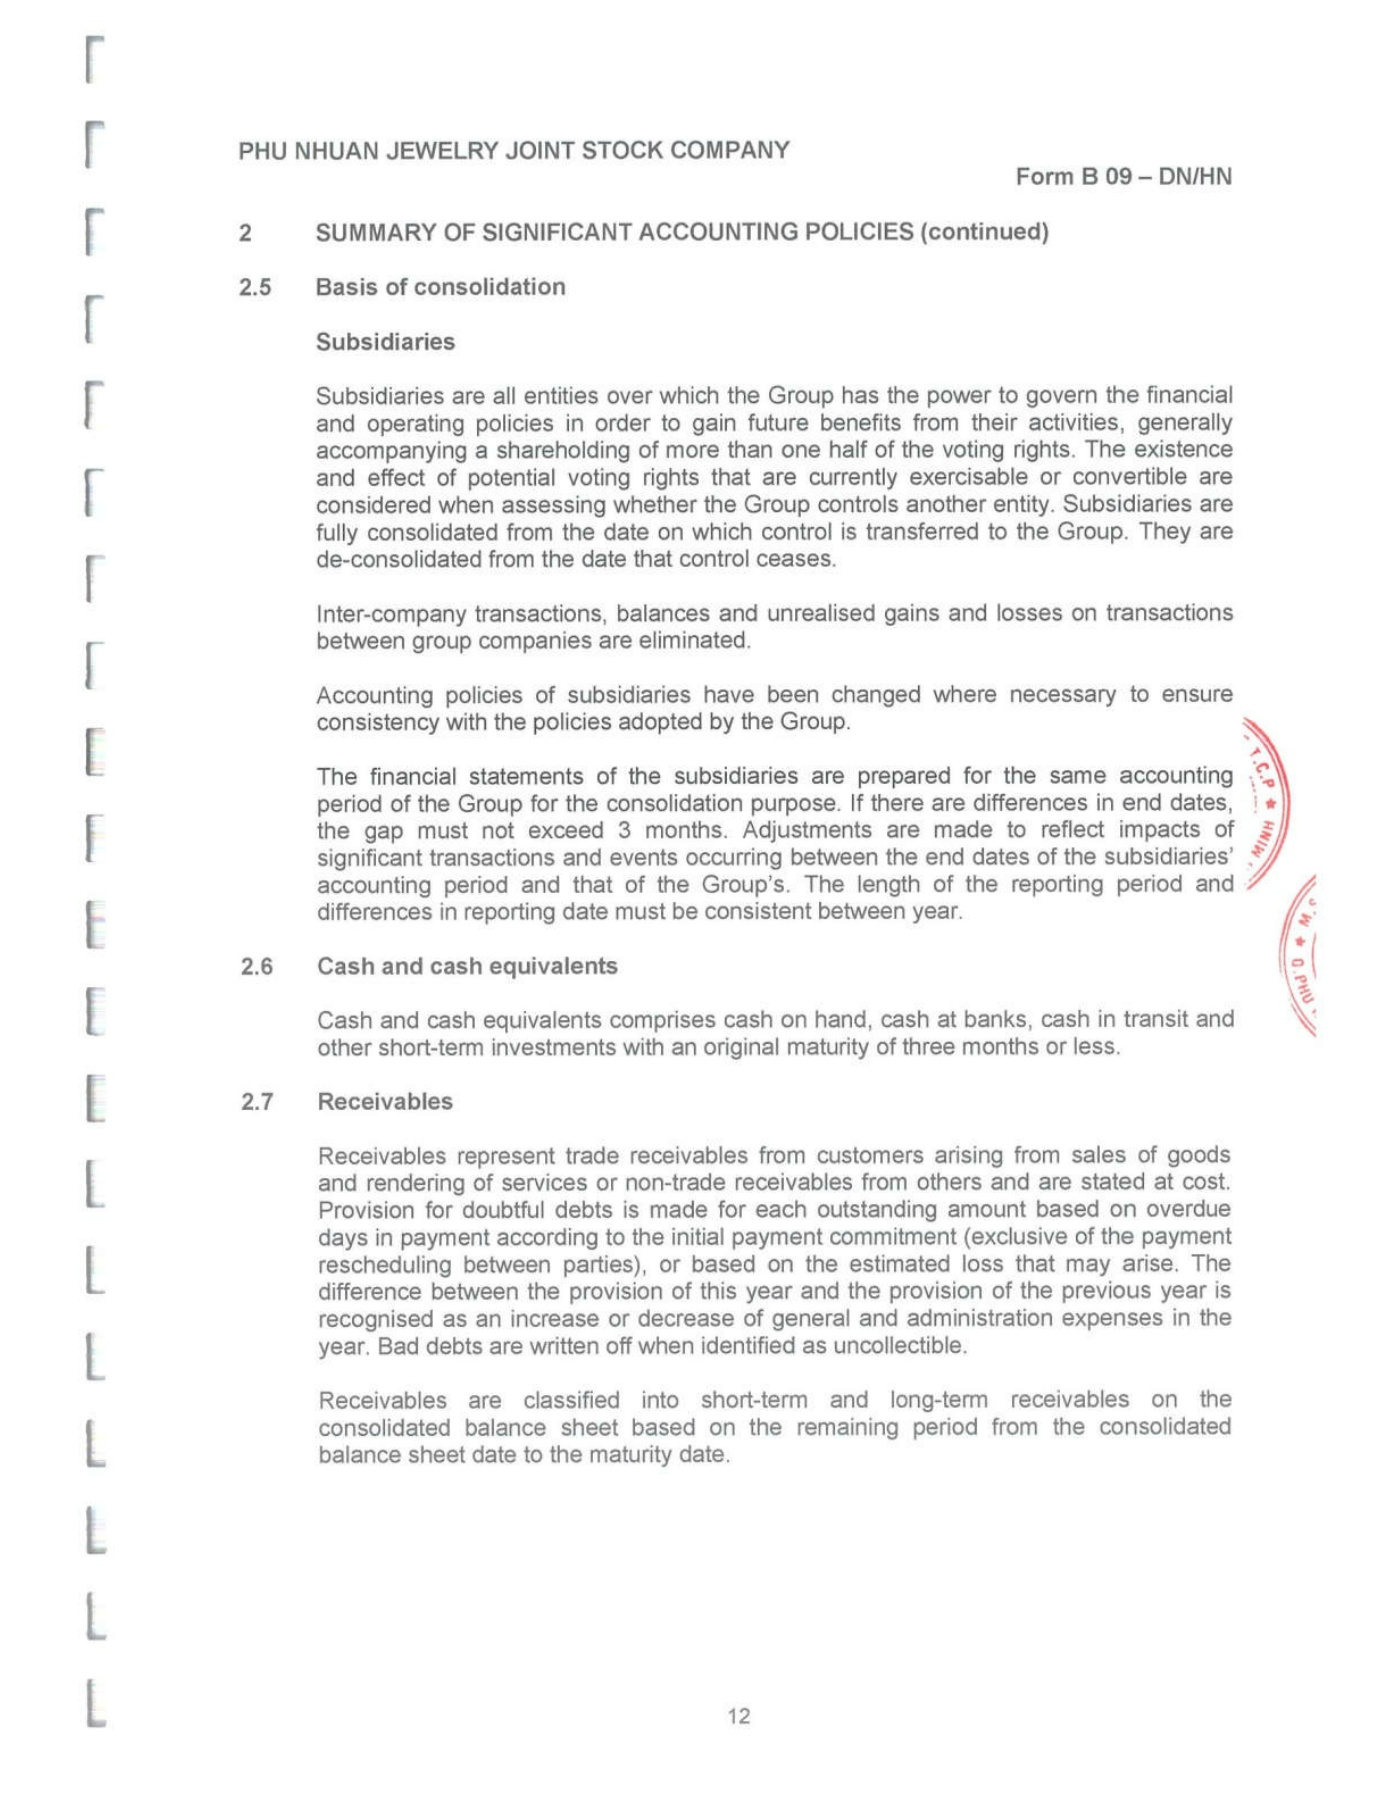 PHU NHUAN JEWELRY JOINT STOCK COMPANY
Form B 09 – DN/HN
2 SUMMARY OF SIGNIFICANT ACCOUNTING POLICIES (continued)
2.5 Basis of consolidation
Subsidiaries
Subsidiaries are all entities over which the Group has the power to govern the financial
and operating policies in order to gain future benefits from their activities, generally
accompanying a shareholding of more than one half of the voting rights. The existence
and effect of potential voting rights that are currently exercisable or convertible are
considered when assessing whether the Group controls another entity. Subsidiaries are
fully consolidated from the date on which control is transferred to the Group. They are
de-consolidated from the date that control ceases.
Inter-company transactions, balances and unrealised gains and losses on transactions
between group companies are eliminated.
Accounting policies of subsidiaries have been changed where necessary to ensure
consistency with the policies adopted by the Group.
The financial statements of the subsidiaries are prepared for the same accounting
period of the Group for the consolidation purpose. If there are differences in end dates,
the gap must not exceed 3 months. Adjustments are made to reflect impacts of
significant transactions and events occurring between the end dates of the subsidiaries'
accounting period and that of the Group's. The length of the reporting period and
differences in reporting date must be consistent between year.
T.C.P ★ MINH
2.6 Cash and cash equivalents
Cash and cash equivalents comprises cash on hand, cash at banks, cash in transit and
other short-term investments with an original maturity of three months or less.
Q.PHU ★ M.S
2.7 Receivables
Receivables represent trade receivables from customers arising from sales of goods
and rendering of services or non-trade receivables from others and are stated at cost.
Provision for doubtful debts is made for each outstanding amount based on overdue
days in payment according to the initial payment commitment (exclusive of the payment
rescheduling between parties), or based on the estimated loss that may arise. The
difference between the provision of this year and the provision of the previous year is
recognised as an increase or decrease of general and administration expenses in the
year. Bad debts are written off when identified as uncollectible.
Receivables are classified into short-term and long-term receivables on the
consolidated balance sheet based on the remaining period from the consolidated
balance sheet date to the maturity date.
12